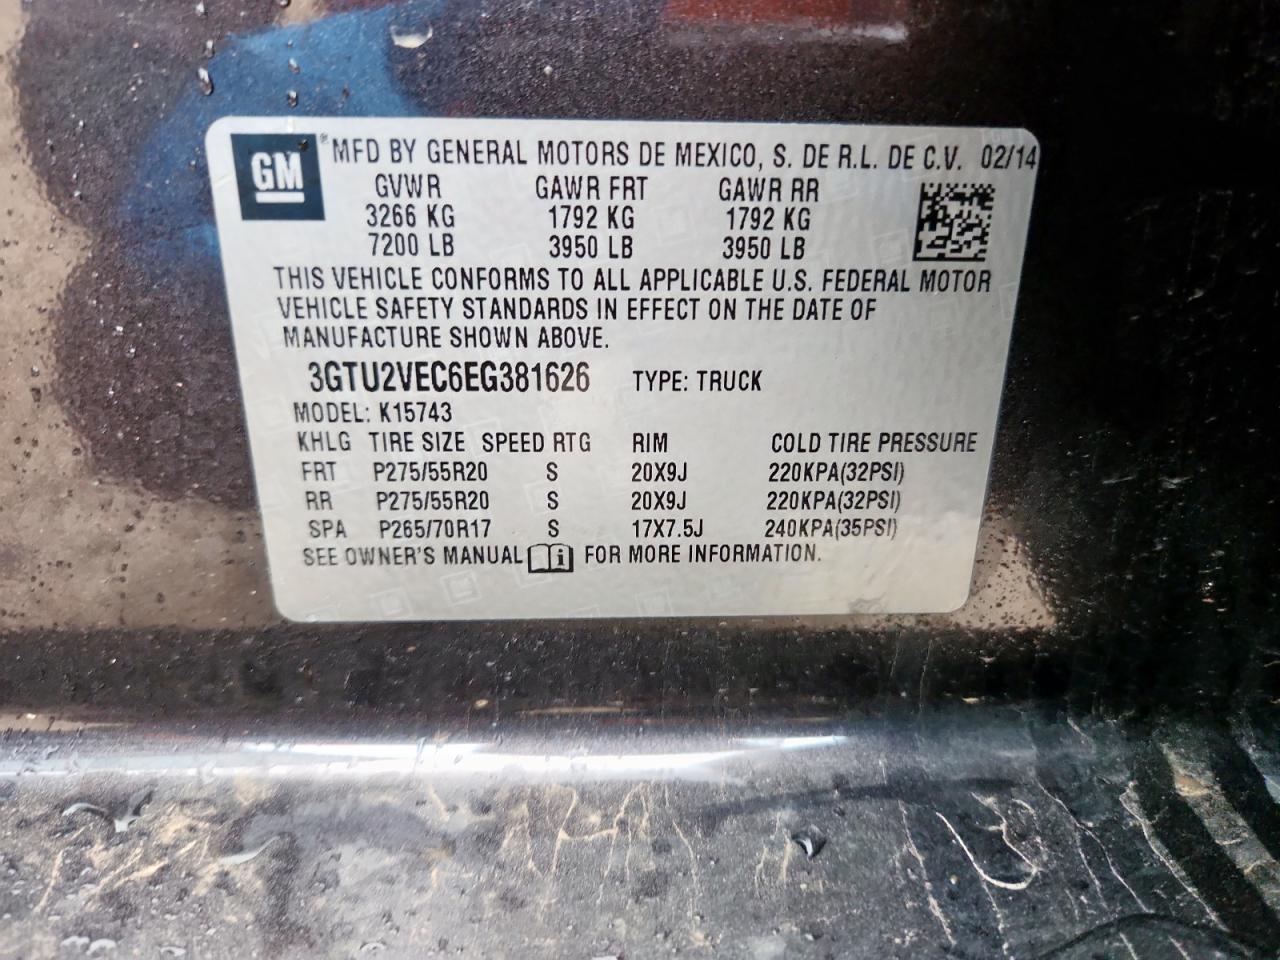 GM ® MFD BY GENERAL MOTORS DE MEXICO, S. DE R.L. DE C.V. 02/14
GVWR GAWR FRT GAWR RR
3266 KG 1792 KG 1792 KG
7200 LB 3950 LB 3950 LB
THIS VEHICLE CONFORMS TO ALL APPLICABLE U.S. FEDERAL MOTOR
VEHICLE SAFETY STANDARDS IN EFFECT ON THE DATE OF
MANUFACTURE SHOWN ABOVE.
3GTU2VEC6EG381626 TYPE: TRUCK
MODEL: K15743
KHLG TIRE SIZE SPEED RTG RIM COLD TIRE PRESSURE
FRT P275/55R20 S 20X9J 220KPA(32PSI)
RR P275/55R20 S 20X9J 220KPA(32PSI)
SPA P265/70R17 S 17X7.5J 240KPA(35PSI)
SEE OWNER'S MANUAL i FOR MORE INFORMATION.